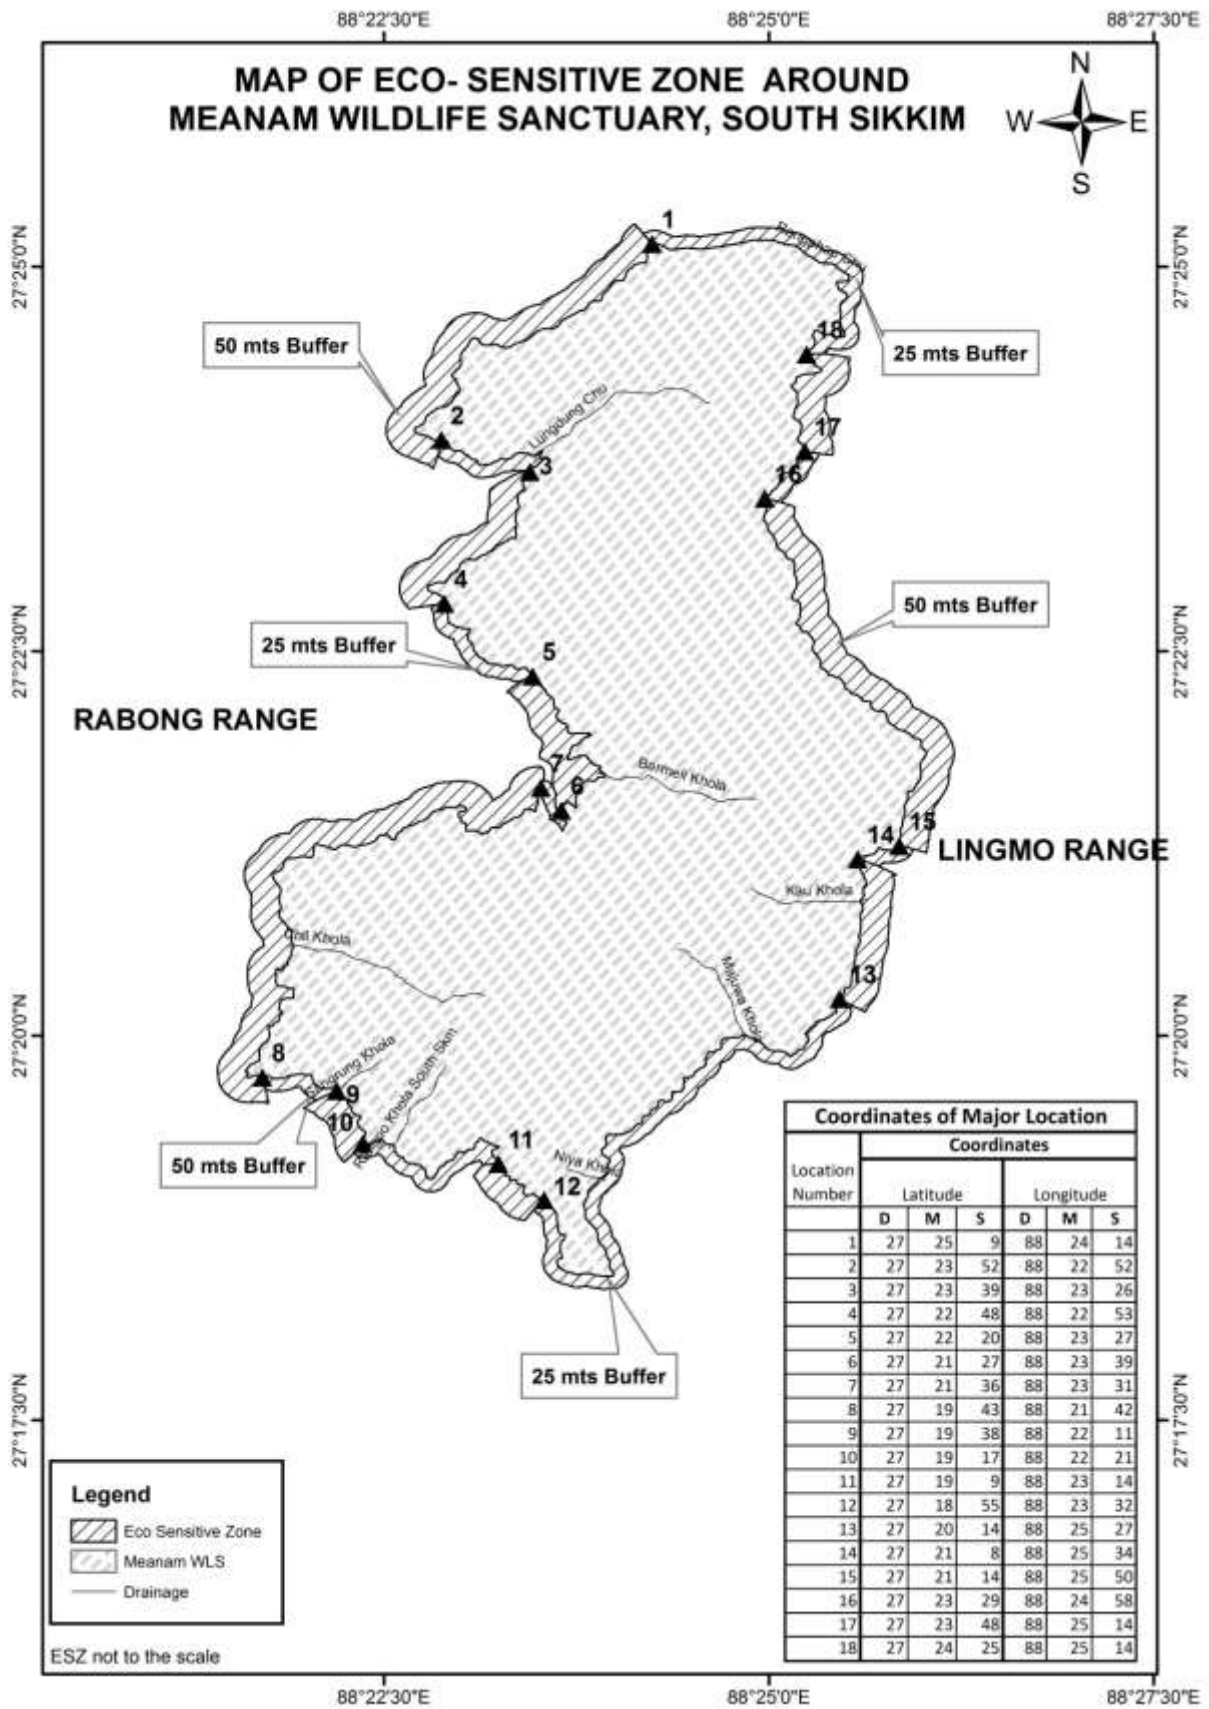 88°22'30"E 88°25'0"E 88°27'30"E
MAP OF ECO- SENSITIVE ZONE AROUND
MEANAM WILDLIFE SANCTUARY, SOUTH SIKKIM
N
W E
S
1
27°25'0"N 27°25'0"N
18
50 mts Buffer
25 mts Buffer
2
Lungdung Chu
17
3
16
4
50 mts Buffer
25 mts Buffer
27°22'30"N 27°22'30"N
5
RABONG RANGE
7
Barmeli Khola
6
14 15
LINGMO RANGE
Kau Khola
Chil Khola
13
Majuwa Khola
27°20'0"N 27°20'0"N
8
Khola
9
Khola South Skm
10
50 mts Buffer
11
Niya
12
25 mts Buffer
Coordinates of Major Location
Coordinates
Location
Number Latitude Longitude
D M S D M S
1 27 25 9 88 24 14
2 27 23 52 88 22 52
3 27 23 39 88 23 26
4 27 22 48 88 22 53
5 27 22 20 88 23 27
6 27 21 27 88 23 39
7 27 21 36 88 23 31
8 27 19 43 88 21 42
9 27 19 38 88 22 11
10 27 19 17 88 22 21
11 27 19 9 88 23 14
12 27 18 55 88 23 32
13 27 20 14 88 25 27
14 27 21 8 88 25 34
15 27 21 14 88 25 50
16 27 23 29 88 24 58
17 27 23 48 88 25 14
18 27 24 25 88 25 14
27°17'30"N 27°17'30"N
Legend
Eco Sensitive Zone
Meanam WLS
Drainage
ESZ not to the scale
88°22'30"E 88°25'0"E 88°27'30"E